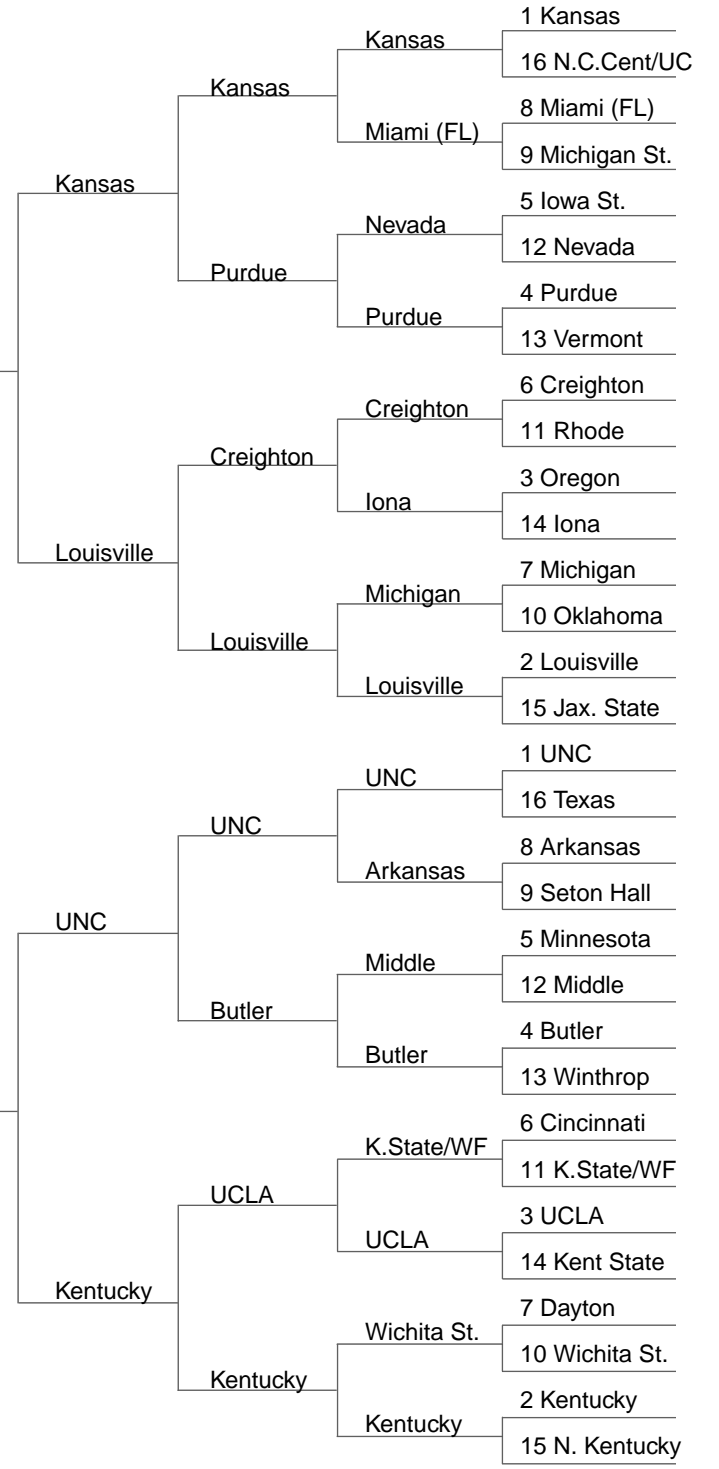 1 Kansas
Kansas
16 N.C.Cent/UC
Kansas
8 Miami (FL)
Miami (FL)
9 Michigan St.
Kansas
5 Iowa St.
Nevada
12 Nevada
Purdue
4 Purdue
Purdue
13 Vermont
6 Creighton
Creighton
11 Rhode
Creighton
3 Oregon
Iona
14 Iona
Louisville
7 Michigan
Michigan
10 Oklahoma
Louisville
2 Louisville
Louisville
15 Jax. State
1 UNC
UNC
16 Texas
UNC
8 Arkansas
Arkansas
9 Seton Hall
UNC
5 Minnesota
Middle
12 Middle
Butler
4 Butler
Butler
13 Winthrop
6 Cincinnati
K.State/WF
11 K.State/WF
UCLA
3 UCLA
UCLA
14 Kent State
Kentucky
7 Dayton
Wichita St.
10 Wichita St.
Kentucky
2 Kentucky
Kentucky
15 N. Kentucky